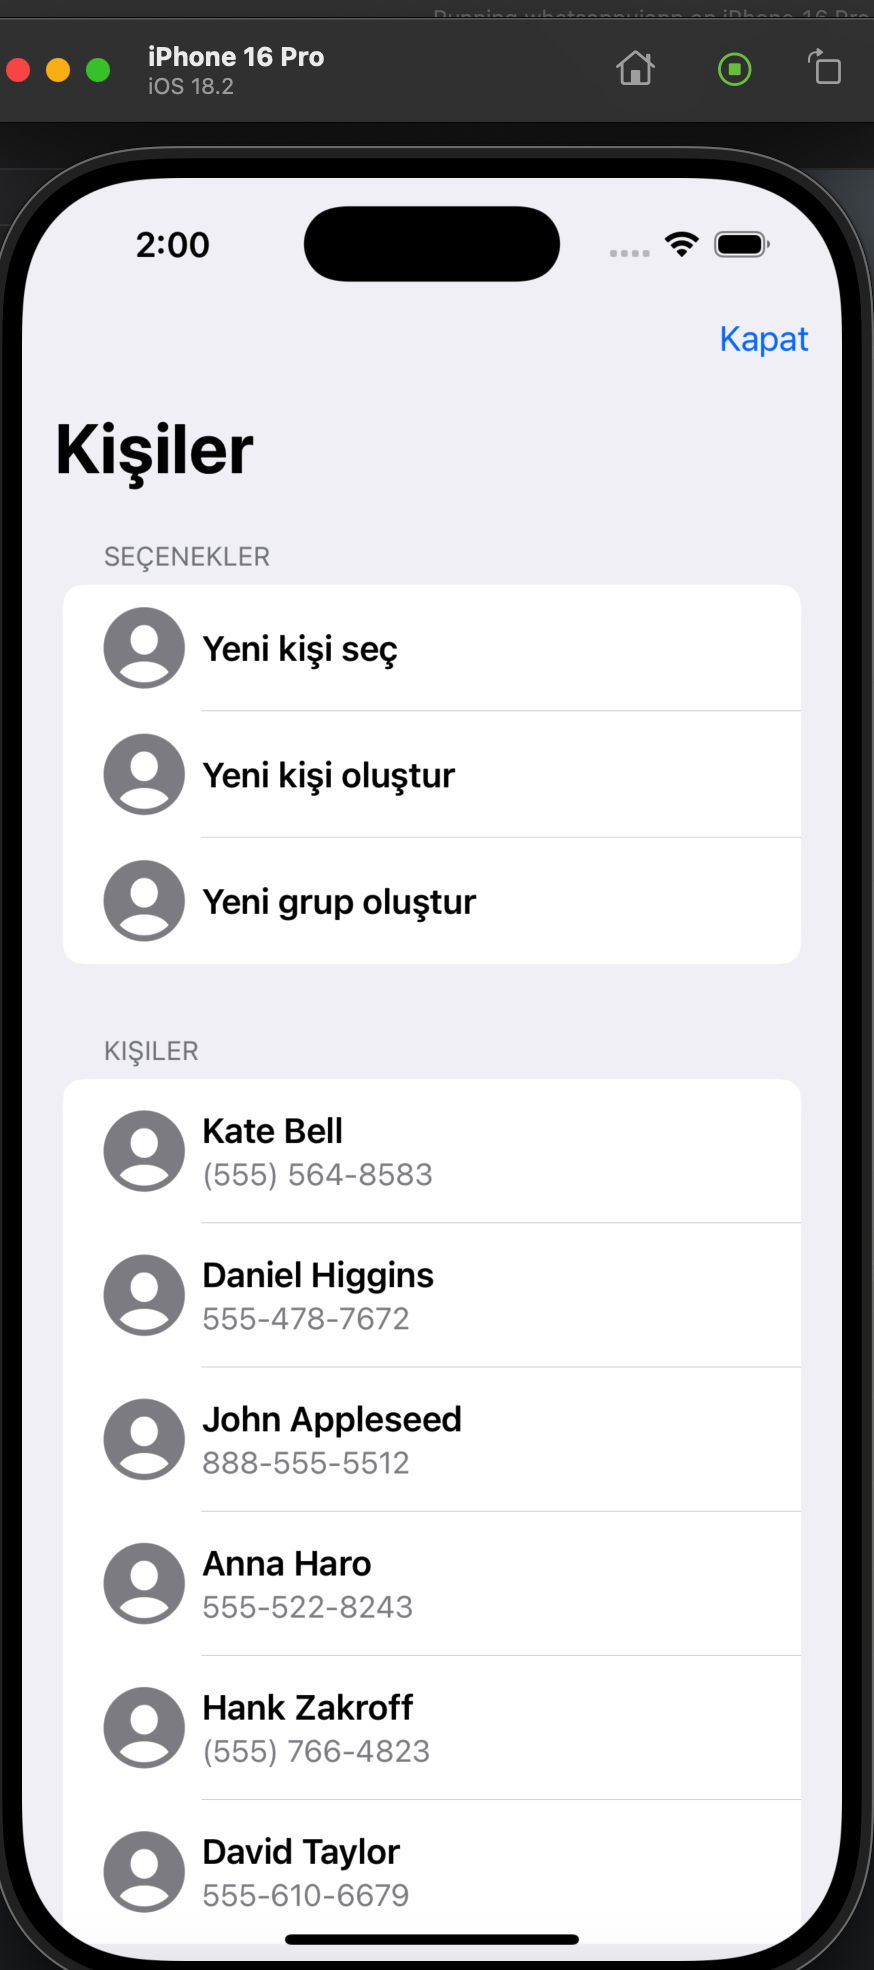 iPhone 16 Pro
iOS 18.2
2:00
Kapat
Kişiler
SEÇENEKLER
Yeni kişi seç
Yeni kişi oluştur
Yeni grup oluştur
KIŞILER
Kate Bell
(555) 564-8583
Daniel Higgins
555-478-7672
John Appleseed
888-555-5512
Anna Haro
555-522-8243
Hank Zakroff
(555) 766-4823
David Taylor
555-610-6679